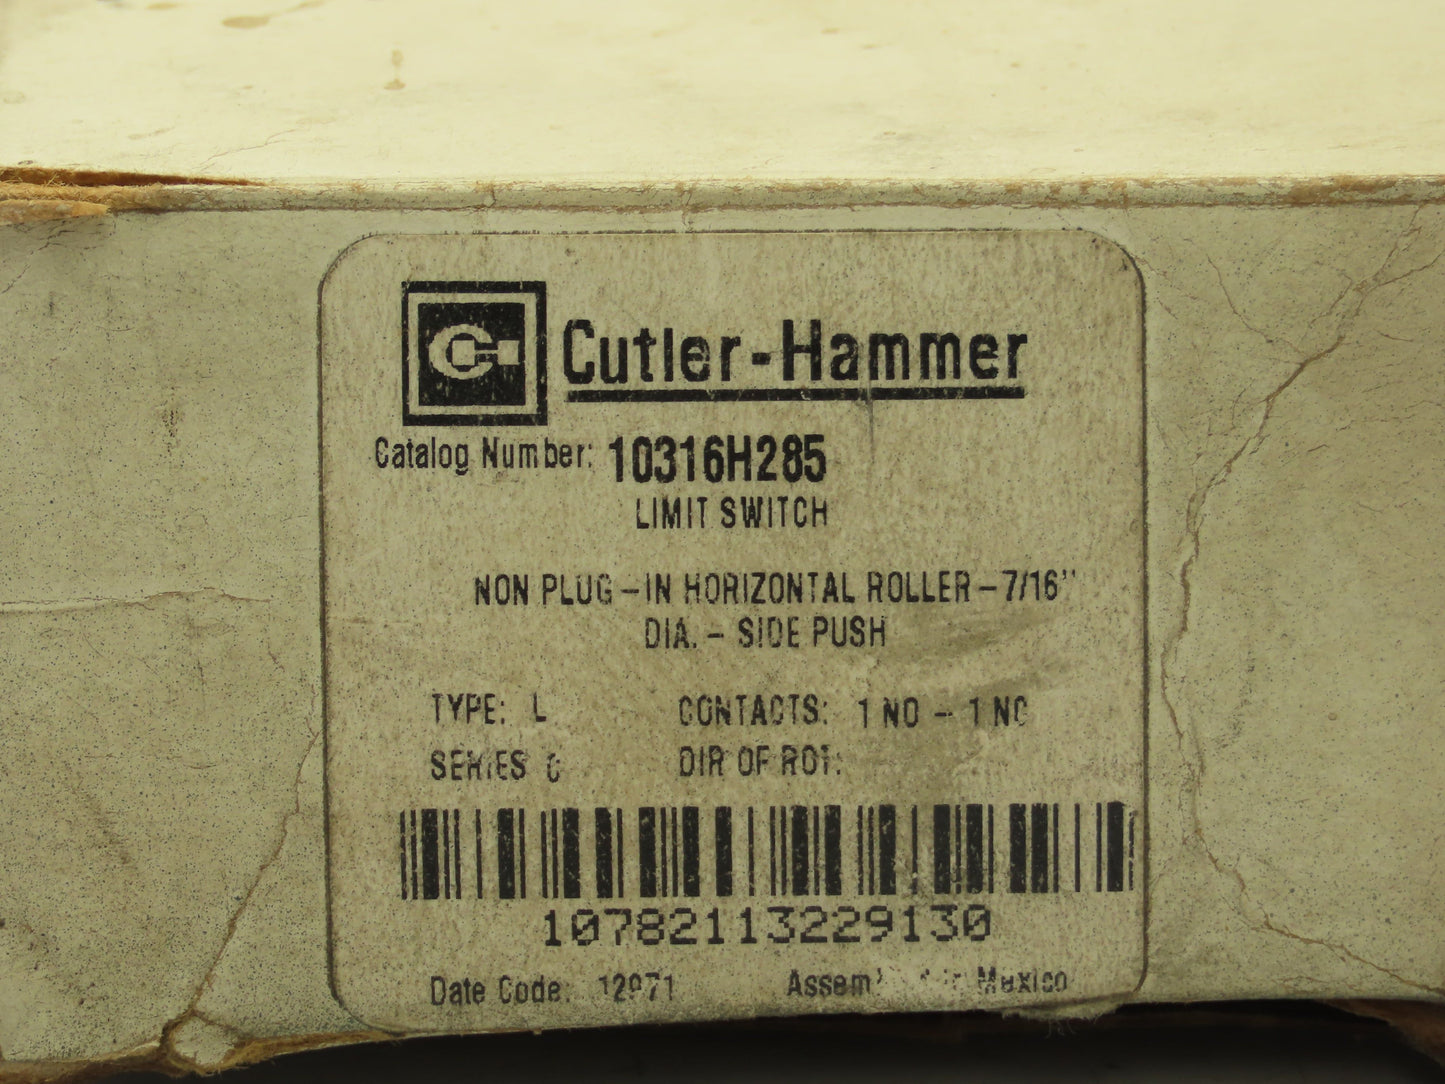 Cutler-Hammer
Catalog Number: 10316H285
LIMIT SWITCH
NON PLUG-IN HORIZONTAL ROLLER-7/16"
DIA. - SIDE PUSH
TYPE: L CONTACTS: 1 NO - 1 NC
SERIES DIR OF ROT:
10782113229130
Date Code: Mexico